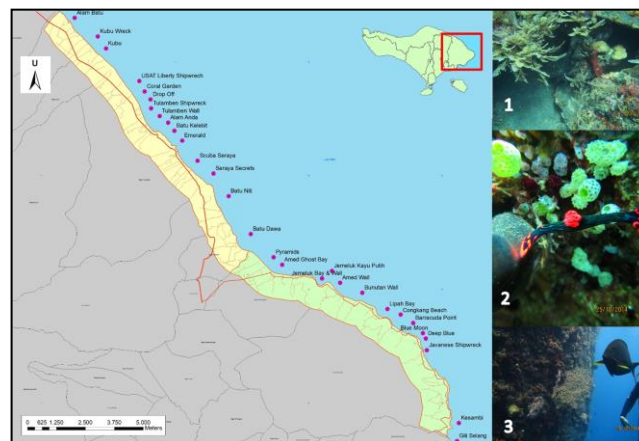 Alam Batu
Kubu Wreck
Kubu
U
USAT Liberty Shipwreck
Coral Garden
Drop Off
Tulamben Shipwreck
Tulamben Wall
Alam Anda
Batu Kelebit
Emerald
Scuba Seraya
Seraya Secrets
Batu Niti
Batu Dawa
Pyramids
Amed Ghost Bay
Jemeluk Kayu Putih
Jemeluk Bay & Wall
Amed Wall
Bunutan Wall
Lipah Bay
Congkang Beach
Barracuda Point
Blue Moon
Deep Blue
Javanese Shipwreck
Kesambi
Gili Selang
0 625 1.250 2.500 3.750 5.000
Meters
1
2
3